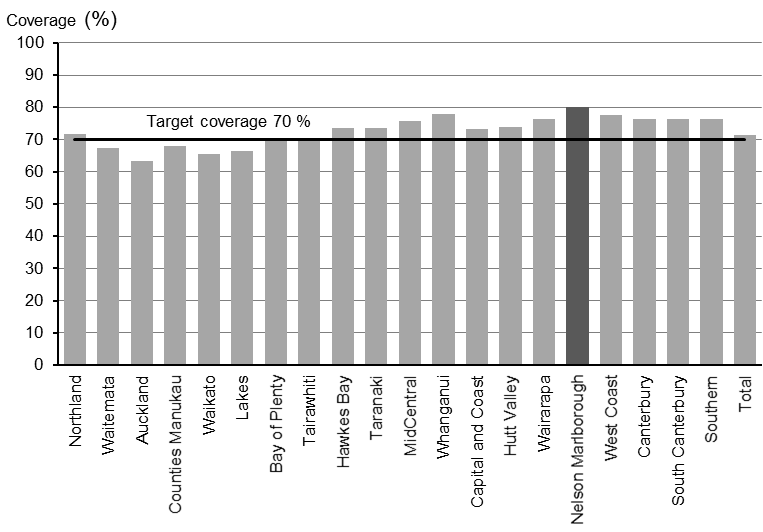 Coverage (%)
100
90
80
Target coverage 70 %
70
60
50
40
30
20
10
0
Northland
Waitemata
Auckland
Counties Manukau
Waikato
Lakes
Bay of Plenty
Tairawhiti
Hawkes Bay
Taranaki
MidCentral
Whanganui
Capital and Coast
Hutt Valley
Wairarapa
Nelson Marlborough
West Coast
Canterbury
South Canterbury
Southern
Total